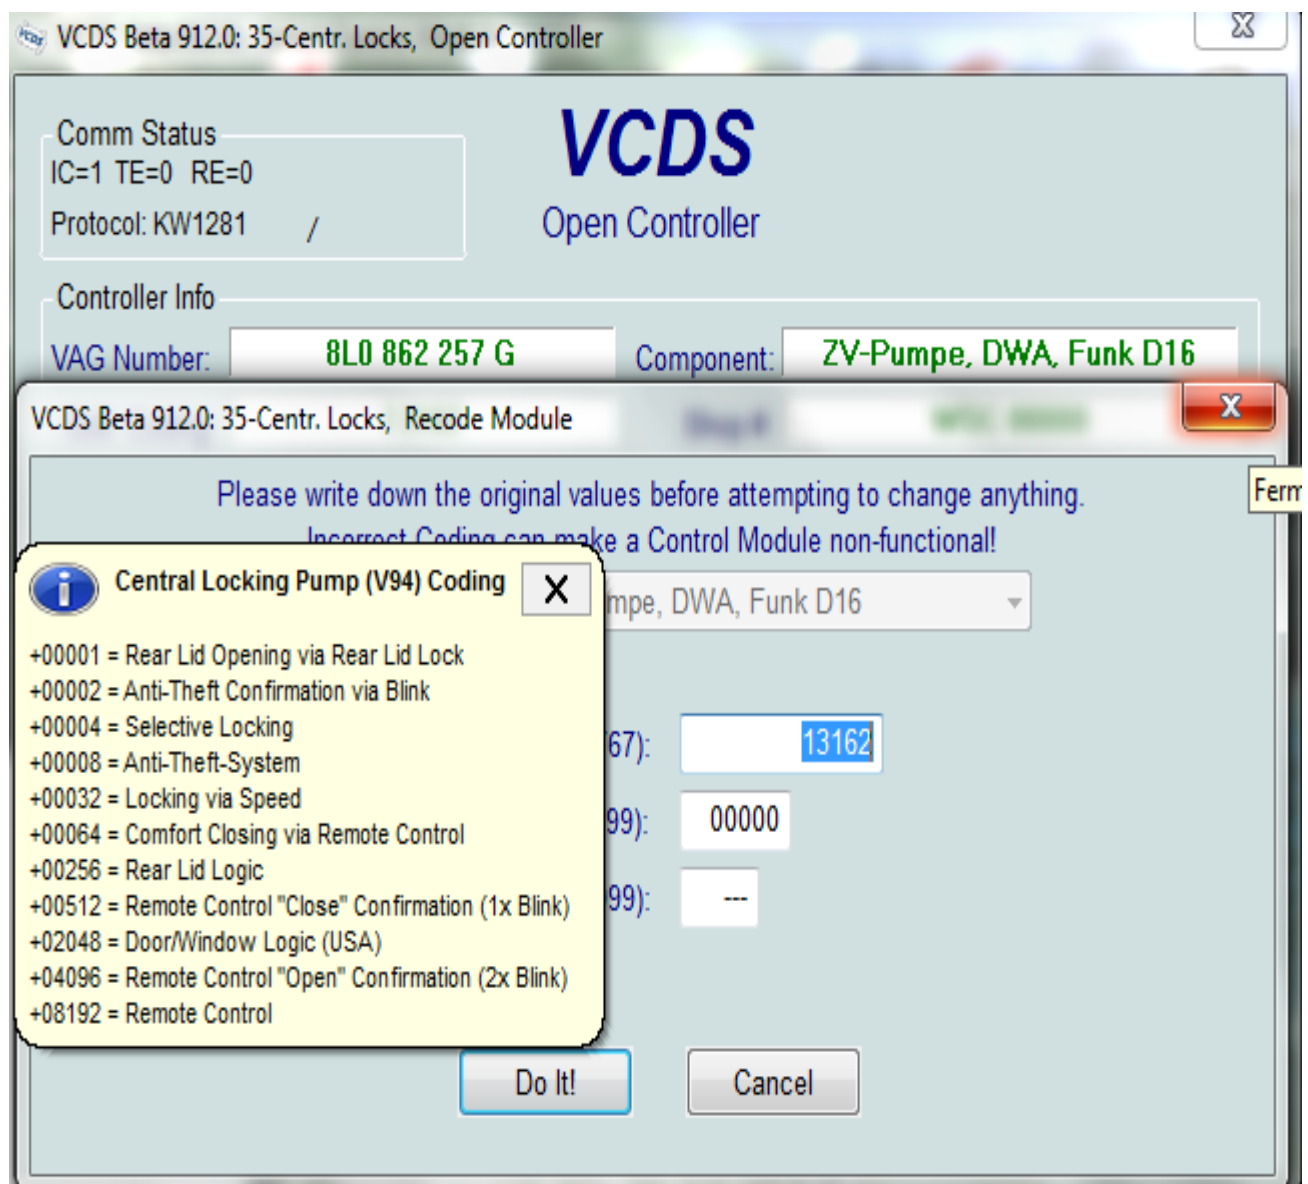 VCDS Beta 912.0: 35-Centr. Locks, Open Controller
Comm Status
IC=1 TE=0 RE=0
Protocol: KW1281 /
VCDS
Open Controller
Controller Info
VAG Number: 8L0 862 257 G Component: ZV-Pumpe, DWA, Funk D16
VCDS Beta 912.0: 35-Centr. Locks, Recode Module
Please write down the original values before attempting to change anything.
Ferm
Incorrect Coding can make a Control Module non-functional!
Central Locking Pump (V94) Coding
mpe, DWA, Funk D16
+00001 = Rear Lid Opening via Rear Lid Lock
+00002 = Anti-Theft Confirmation via Blink
+00004 = Selective Locking
+00008 = Anti-Theft-System
+00032 = Locking via Speed
+00064 = Comfort Closing via Remote Control
+00256 = Rear Lid Logic
+00512 = Remote Control "Close" Confirmation (1x Blink)
+02048 = Door/Window Logic (USA)
+04096 = Remote Control "Open" Confirmation (2x Blink)
+08192 = Remote Control
67): 13162
99): 00000
99): ---
Do It! Cancel